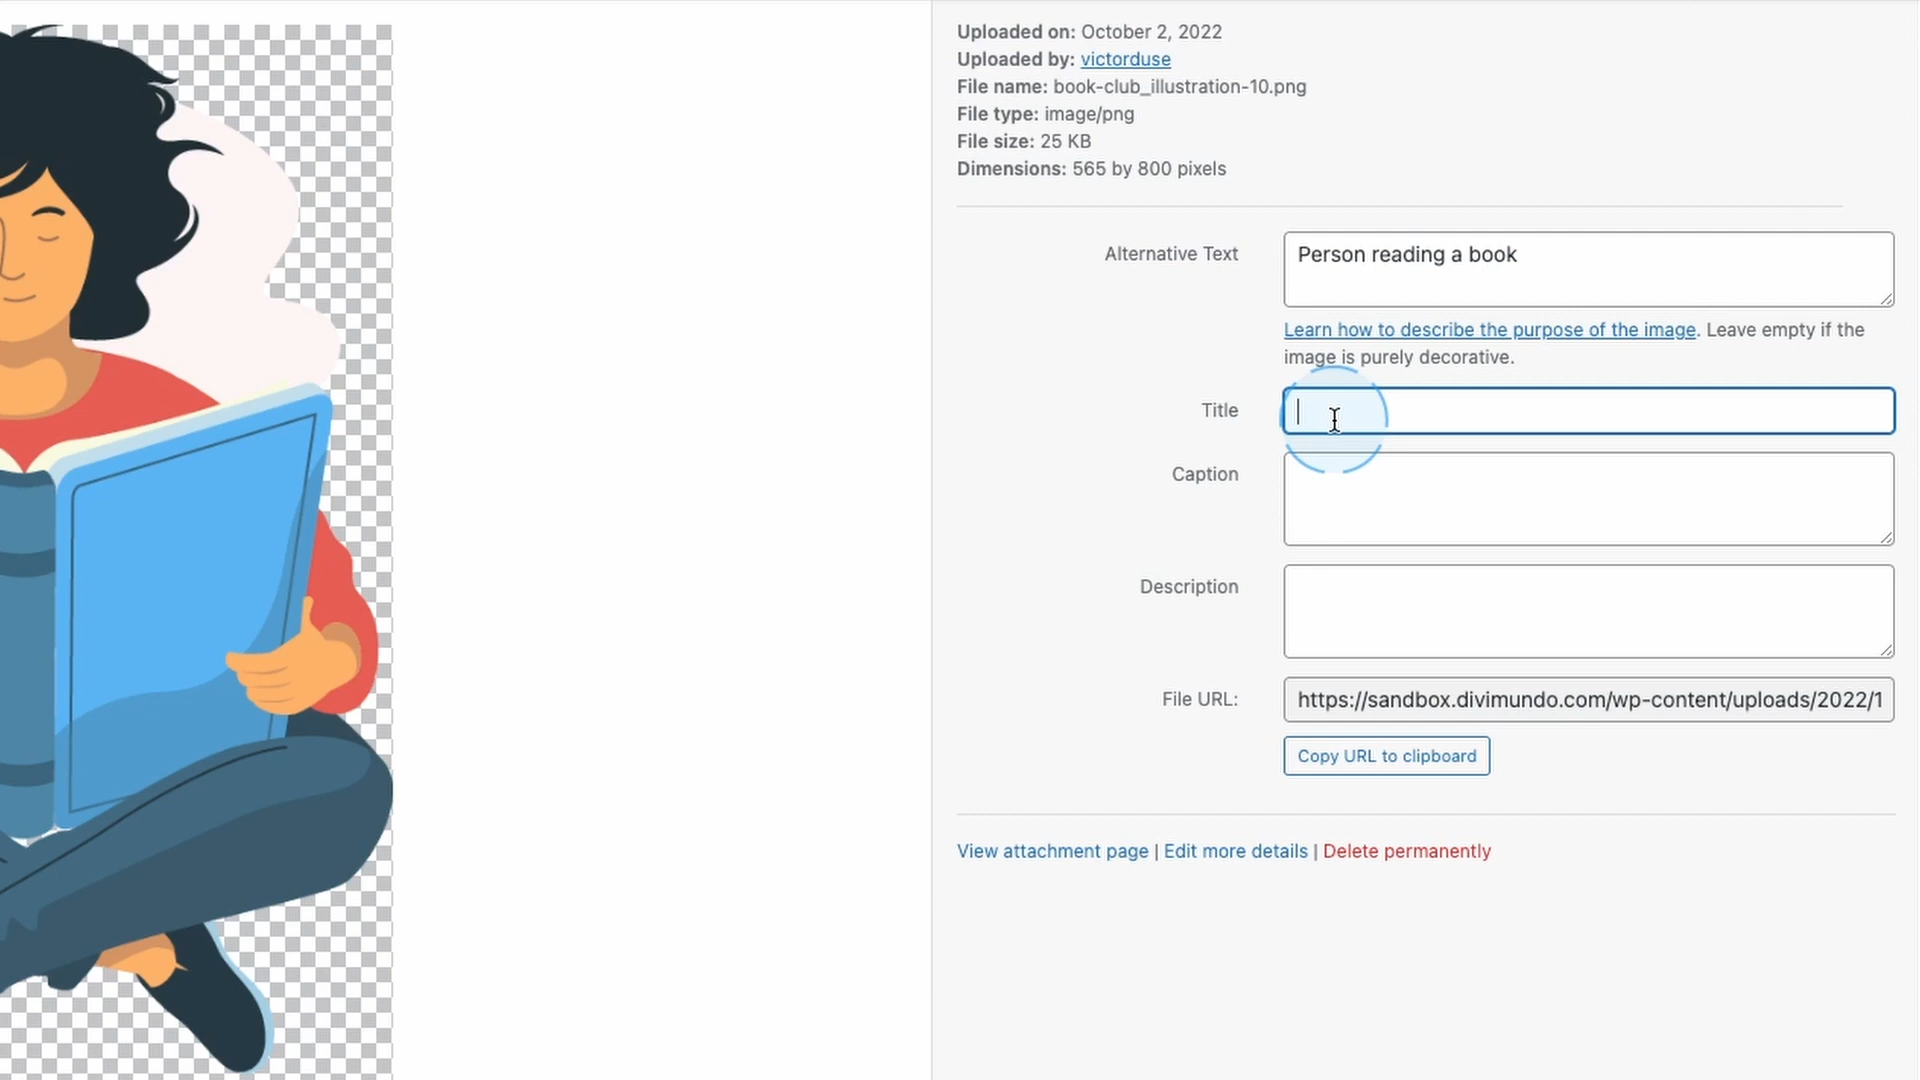 Uploaded on: October 2, 2022
Uploaded by: victorduse
File name: book-club_illustration-10.png
File type: image/png
File size: 25 KB
Dimensions: 565 by 800 pixels
Alternative Text
Person reading a book
Learn how to describe the purpose of the image. Leave empty if the
image is purely decorative.
Title
Caption
Description
File URL:
https://sandbox.divimundo.com/wp-content/uploads/2022/1
Copy URL to clipboard
View attachment page | Edit more details | Delete permanently